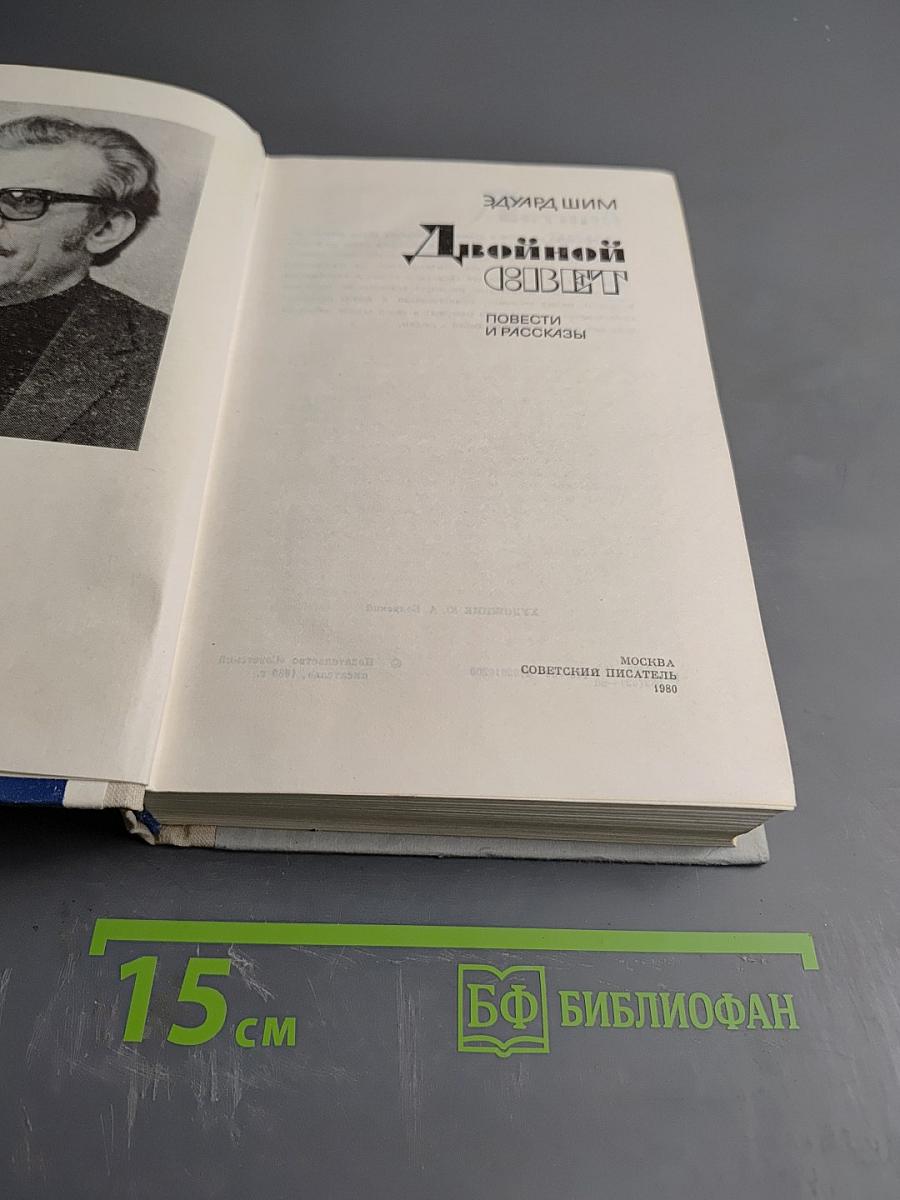 ЭДУАРД ШИМ
Двойной
СВЕТ
ПОВЕСТИ
И РАССКАЗЫ
МОСКВА
СОВЕТСКИЙ ПИСАТЕЛЬ
1980
15 см
БФ БИБЛИОФАН